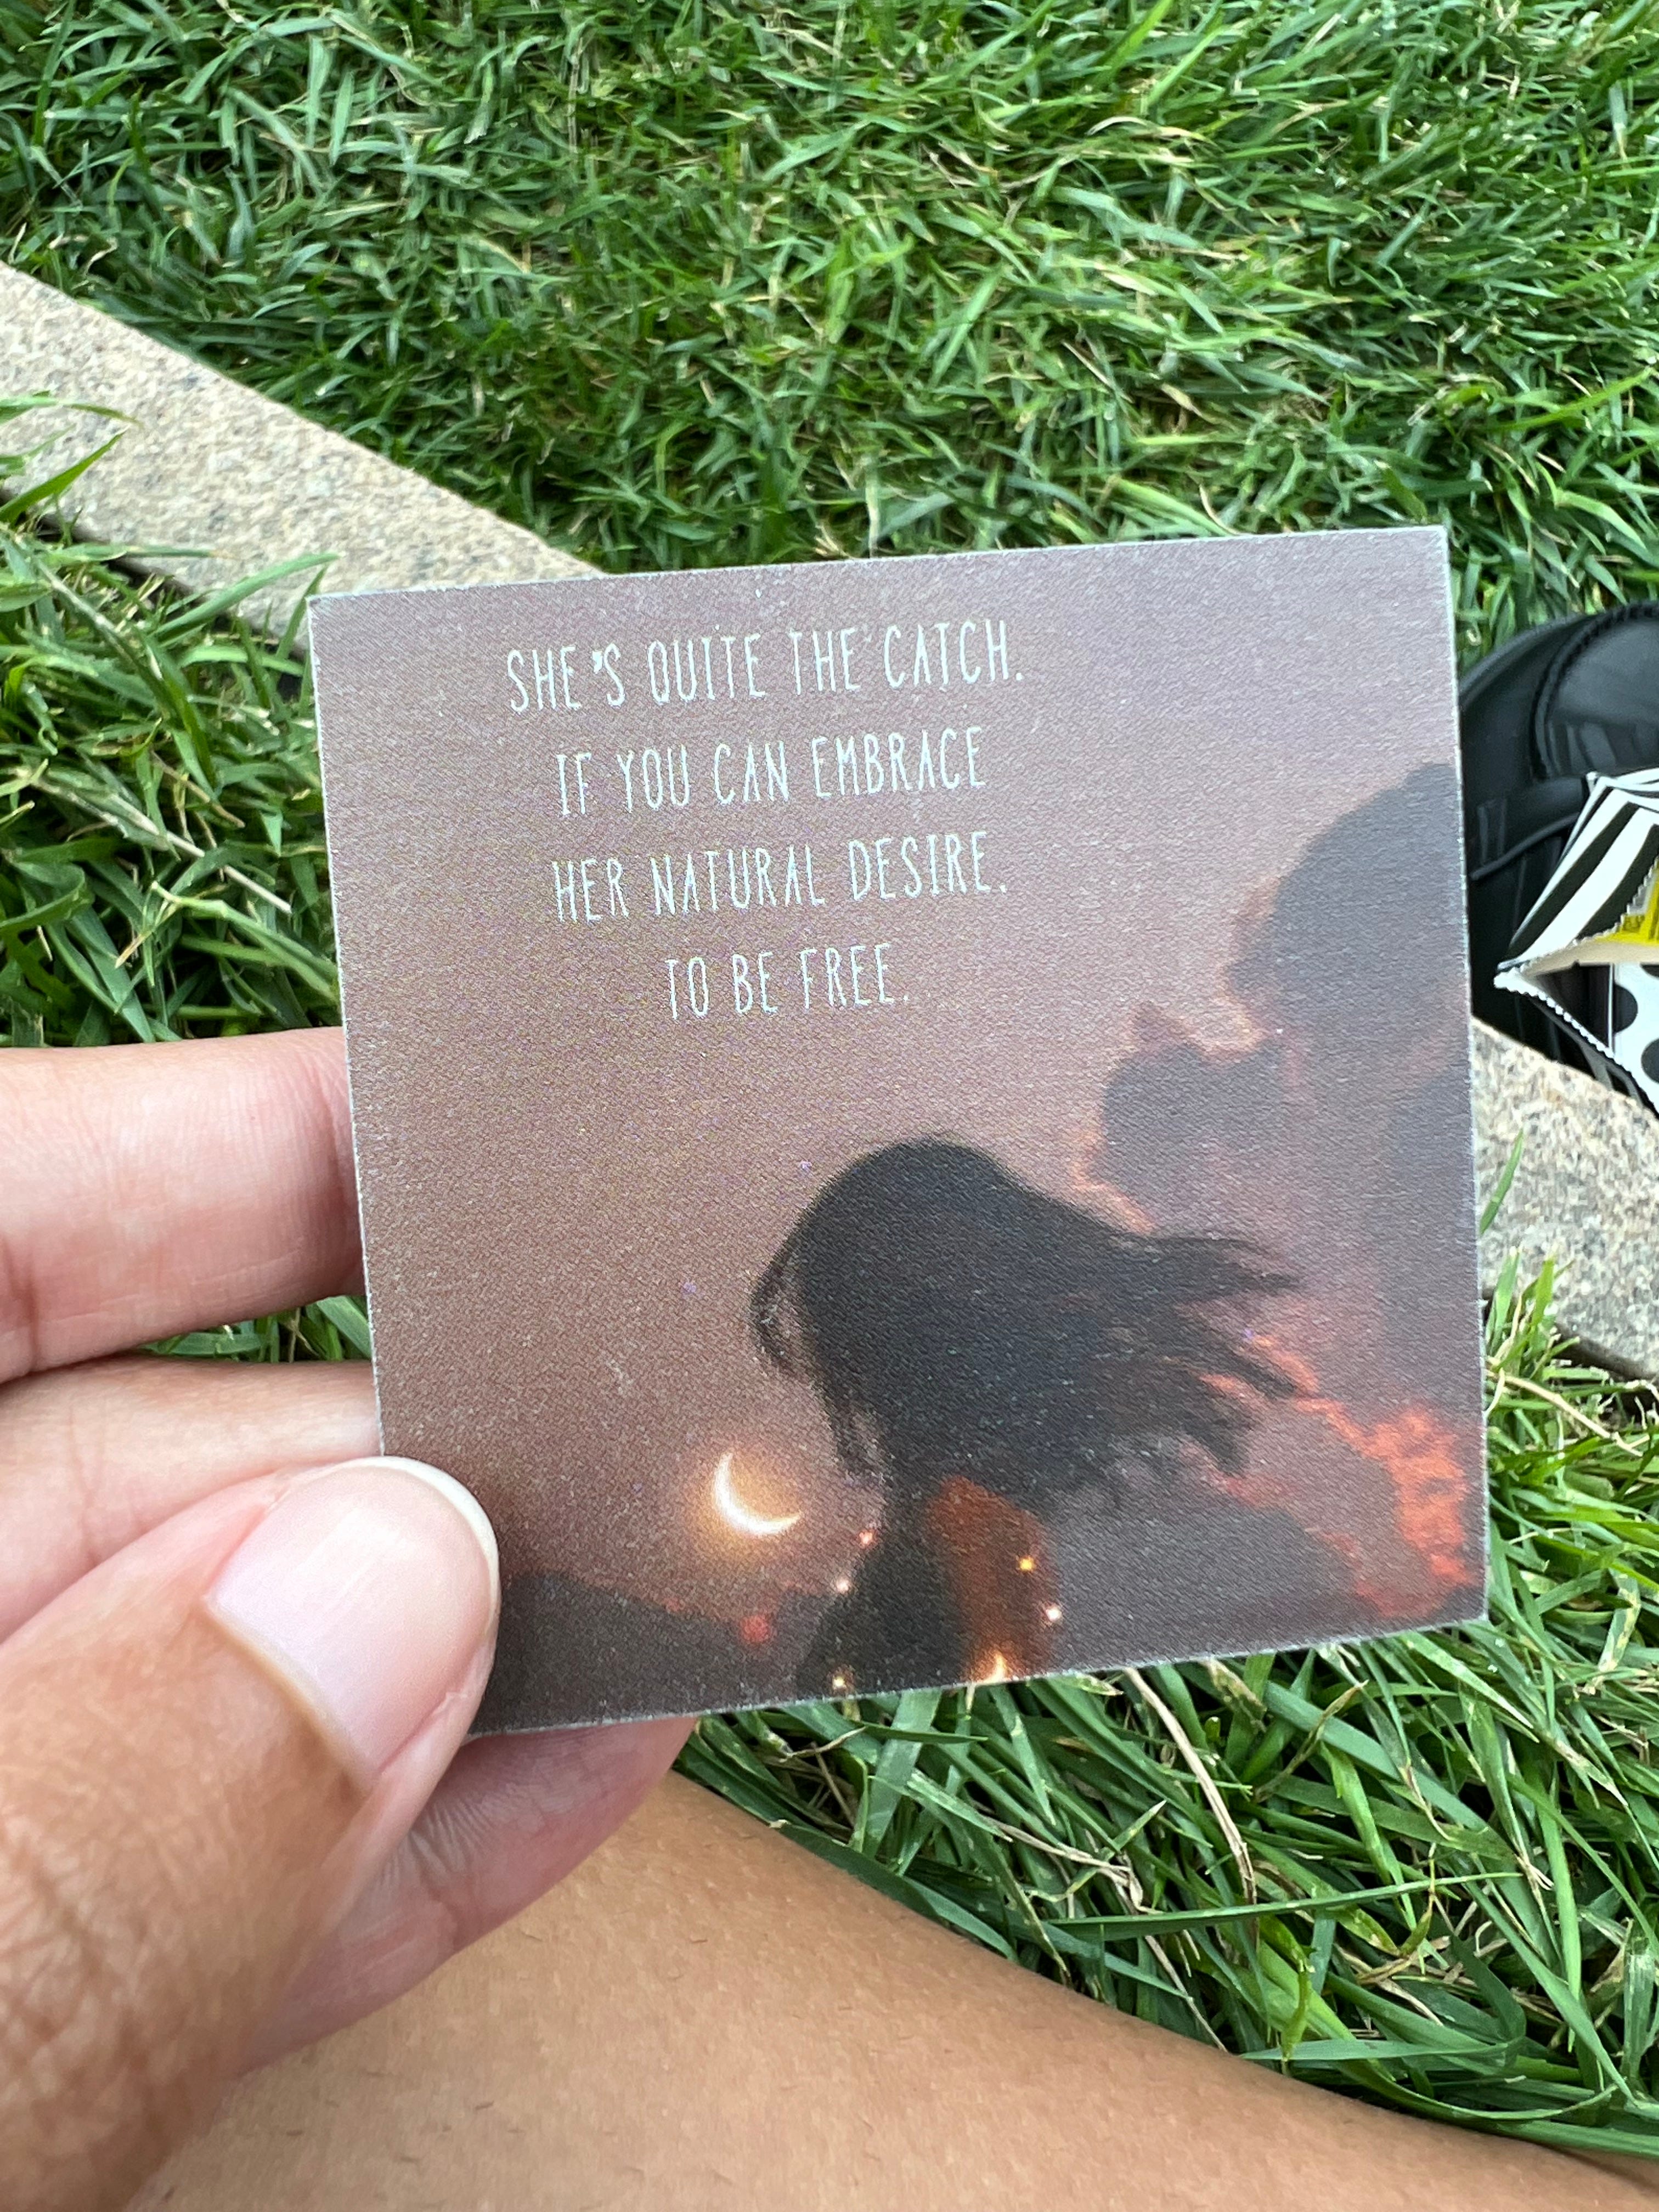 SHE'S QUITE THE CATCH.
IF YOU CAN EMBRACE
HER NATURAL DESIRE.
TO BE FREE.